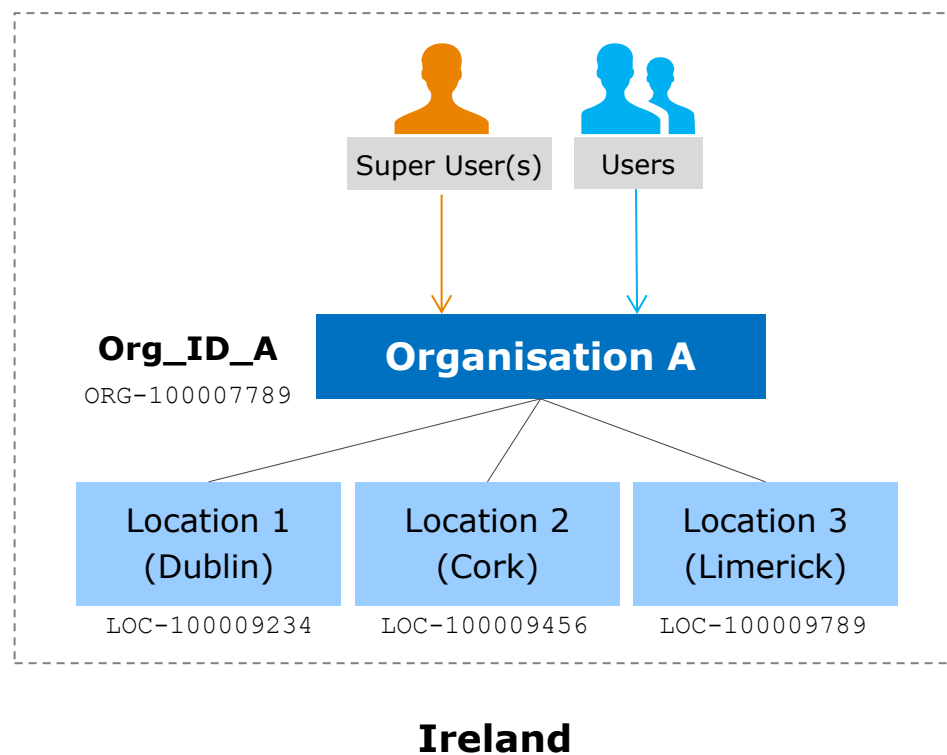 Super User(s)
Users
Org_ID_A
ORG-100007789
Organisation A
Location 1
(Dublin)
LOC-100009234
Location 2
(Cork)
LOC-100009456
Location 3
(Limerick)
LOC-100009789
Ireland